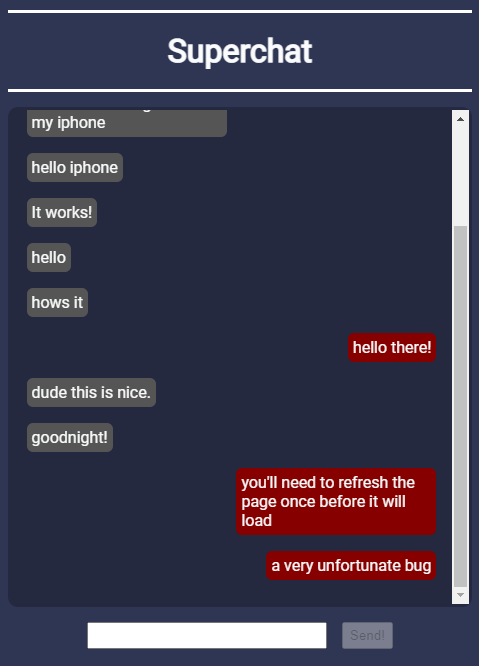 Superchat
my iphone
hello iphone
It works!
hello
hows it
hello there!
dude this is nice.
goodnight!
you'll need to refresh the
page once before it will
load
a very unfortunate bug
Send!